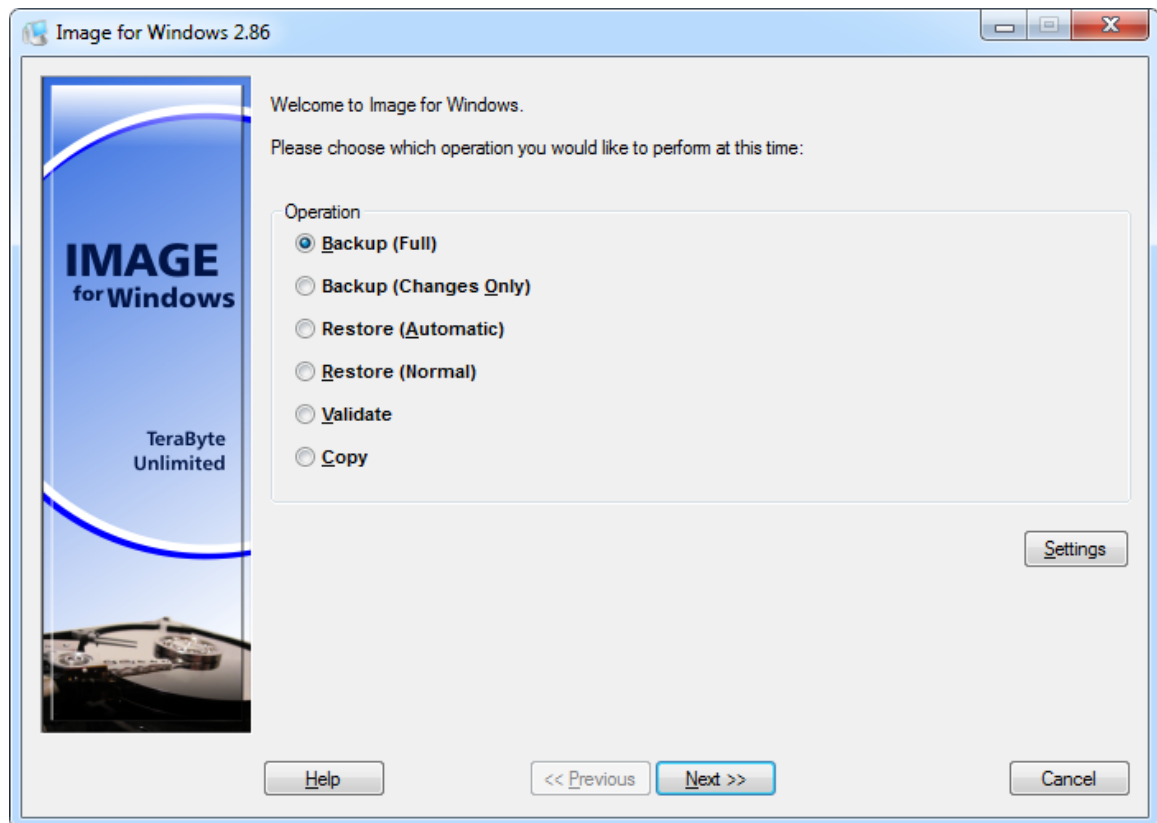 Image for Windows 2.86
IMAGE
for Windows
TeraByte
Unlimited
Welcome to Image for Windows.
Please choose which operation you would like to perform at this time:
Operation
Backup (Full)
Backup (Changes Only)
Restore (Automatic)
Restore (Normal)
Validate
Copy
Settings
Help
<< Previous
Next >>
Cancel